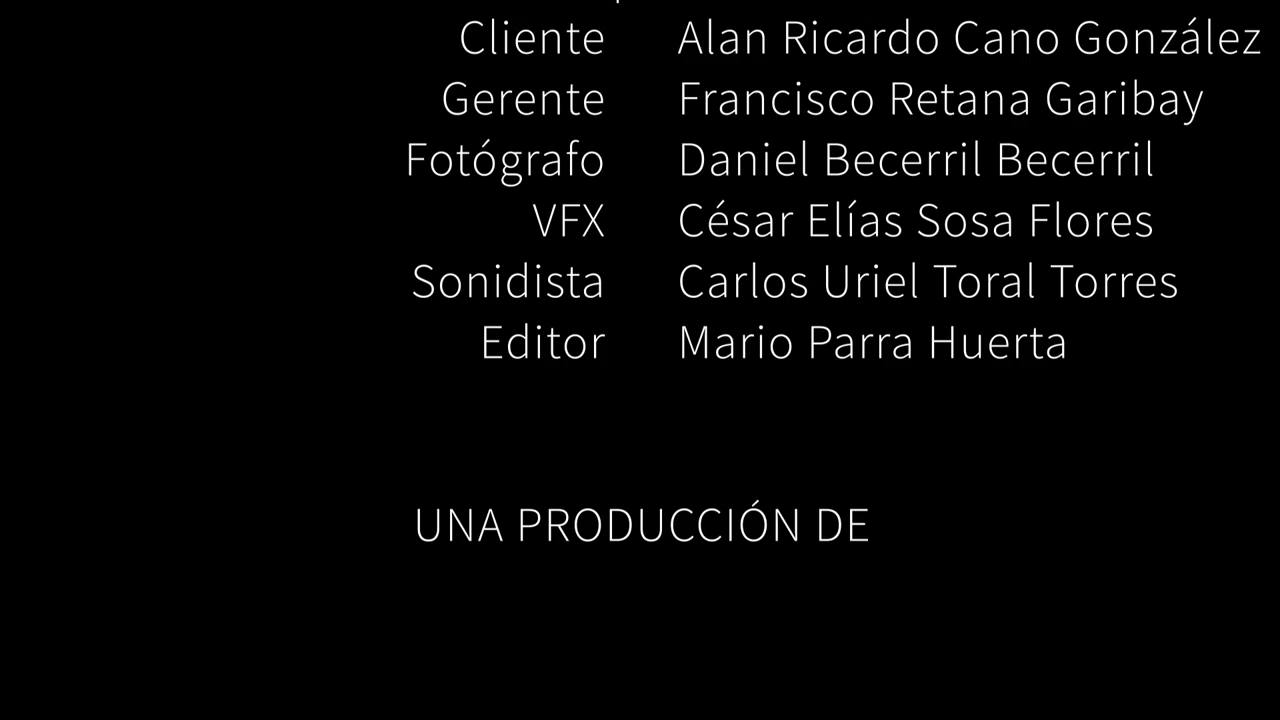 Cliente Alan Ricardo Cano González
Gerente Francisco Retana Garibay
Fotógrafo Daniel Becerril Becerril
VFX César Elías Sosa Flores
Sonidista Carlos Uriel Toral Torres
Editor Mario Parra Huerta
UNA PRODUCCIÓN DE